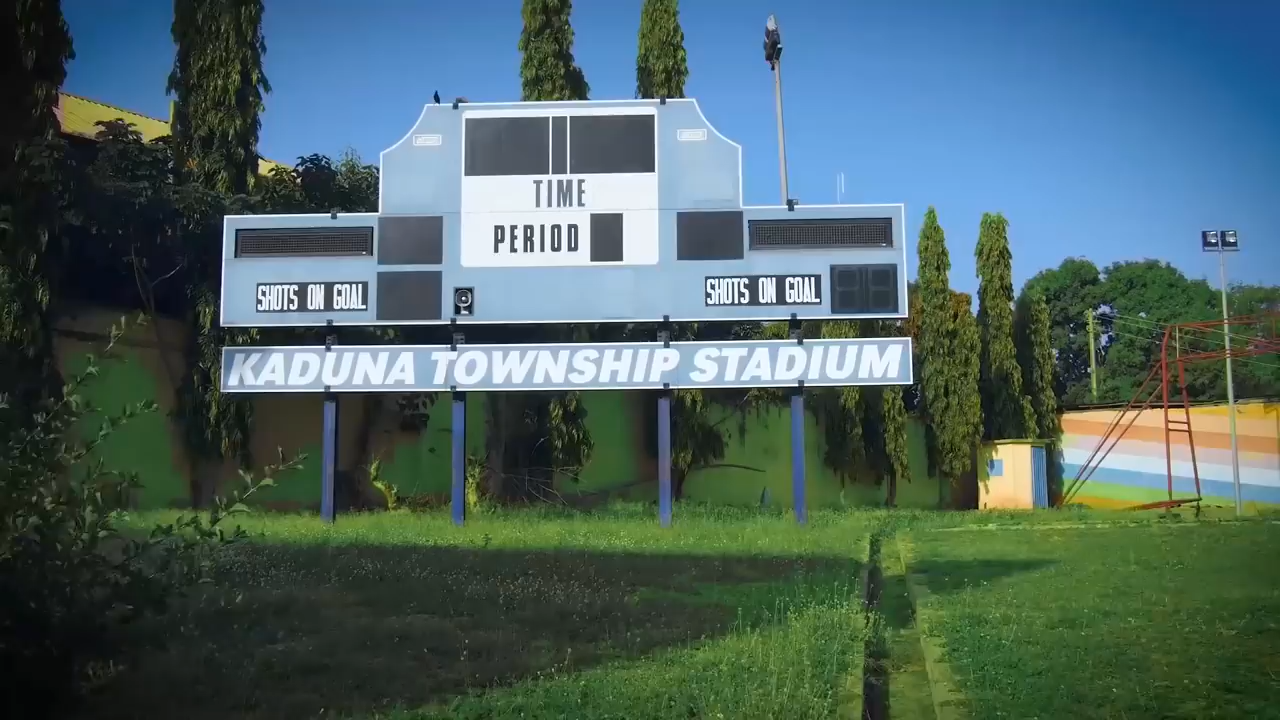 TIME
PERIOD
SHOTS ON GOAL
SHOTS ON GOAL
KADUNA TOWNSHIP STADIUM